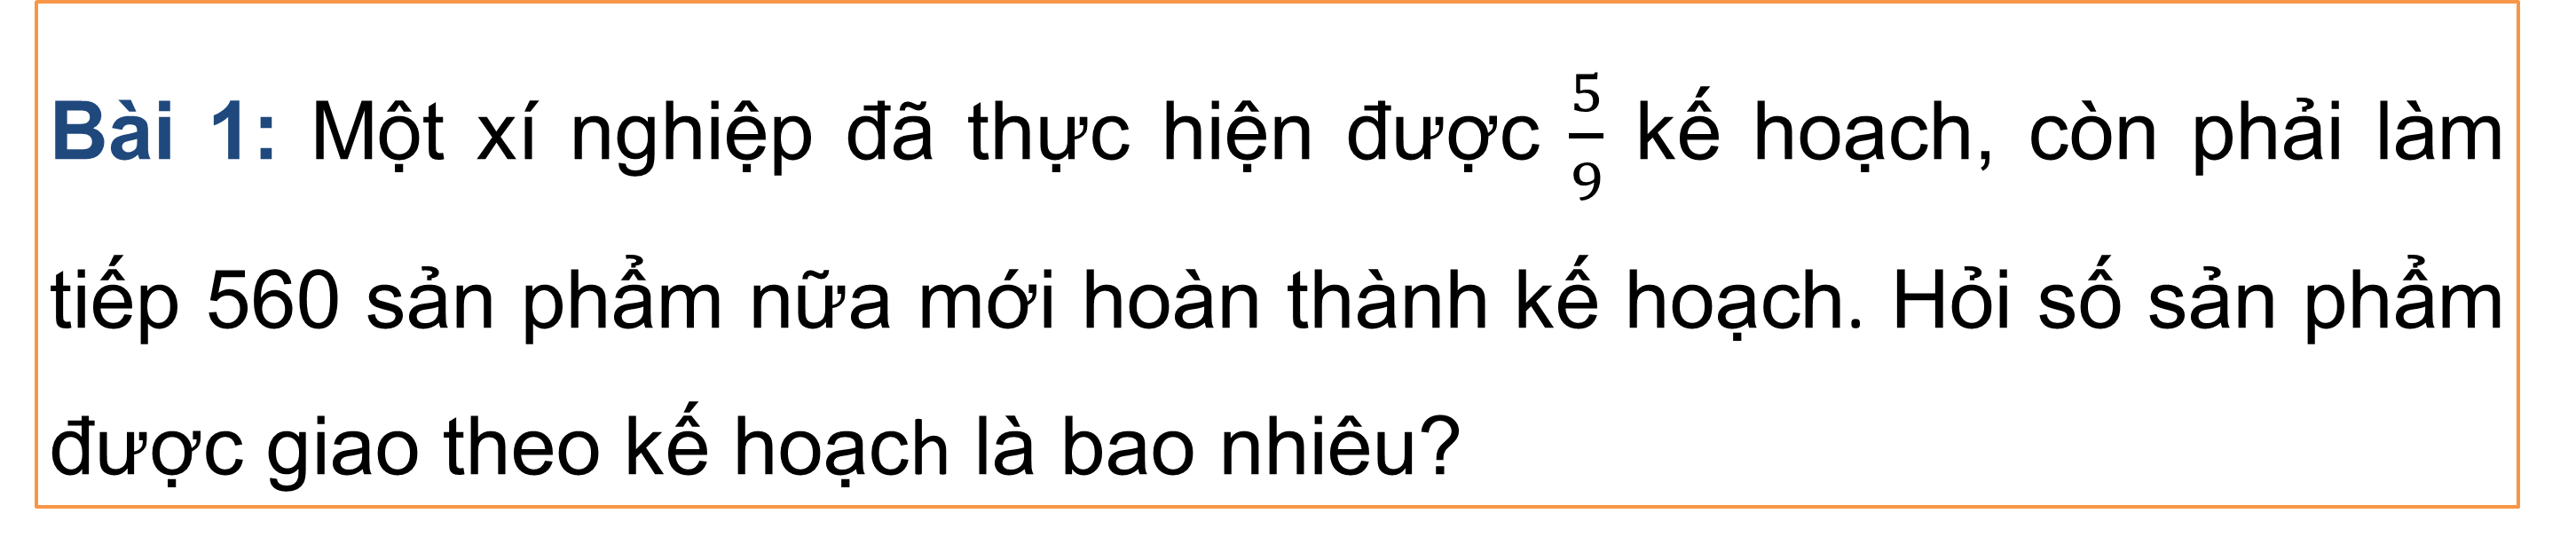 Bài 1: Một xí nghiệp đã thực hiện được 5/9 kế hoạch, còn phải làm
tiếp 560 sản phẩm nữa mới hoàn thành kế hoạch. Hỏi số sản phẩm
được giao theo kế hoạch là bao nhiêu?